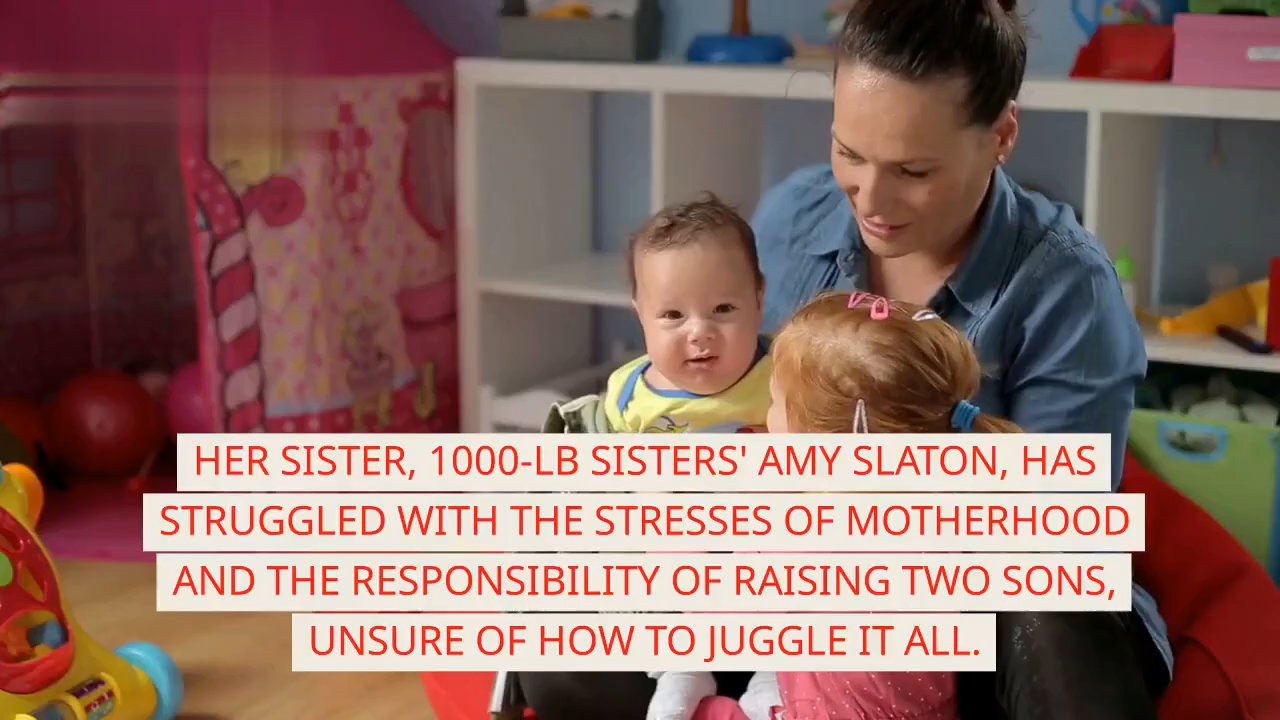 HER SISTER, 1000-LB SISTERS' AMY SLATON, HAS
STRUGGLED WITH THE STRESSES OF MOTHERHOOD
AND THE RESPONSIBILITY OF RAISING TWO SONS,
UNSURE OF HOW TO JUGGLE IT ALL.